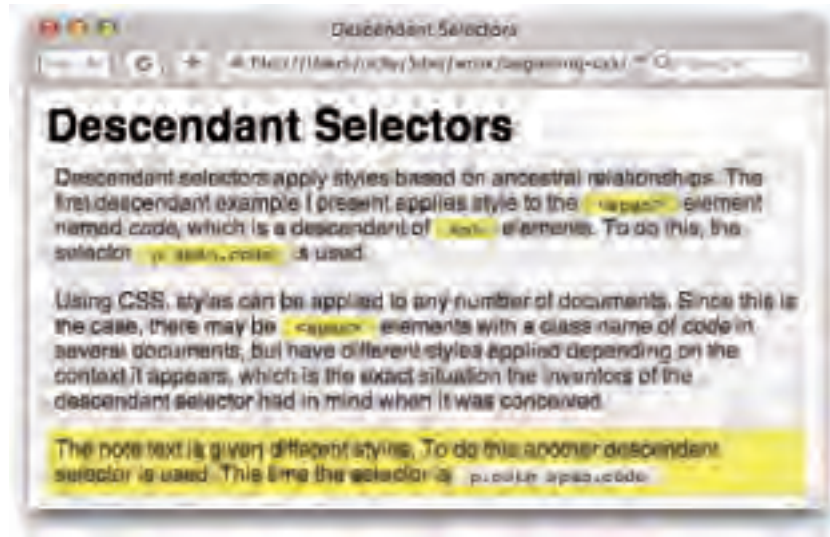 Descendant Selectors
Descendant Selectors
Descendant selectors apply styles based on ancestral relationships. The
first descendant example I present applies style to the <span> element
named code, which is a descendant of <p> elements. To do this, the
selector p span.code is used.
Using CSS, styles can be applied to any number of documents. Since this is
the case, there may be <span> elements with a class name of code in
several documents, but have different styles applied depending on the
context it appears, which is the exact situation the inventors of the
descendant selector had in mind when it was conceived.
The note text is given different styles. To do this another descendent
selector is used. This time the selector is p.note span.code